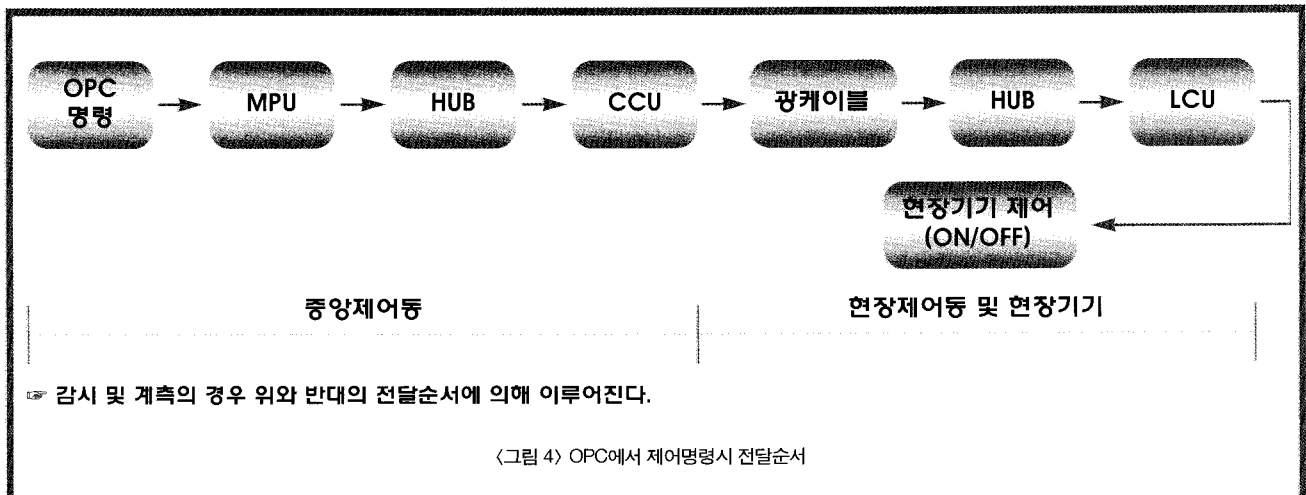 OPC
명령
MPU
HUB
CCU
광케이블
HUB
LCU
현장기기 제어
(ON/OFF)
중앙제어동
현장제어동 및 현장기기
☞ 감시 및 계측의 경우 위와 반대의 전달순서에 의해 이루어진다.
〈그림 4〉 OPC에서 제어명령시 전달순서